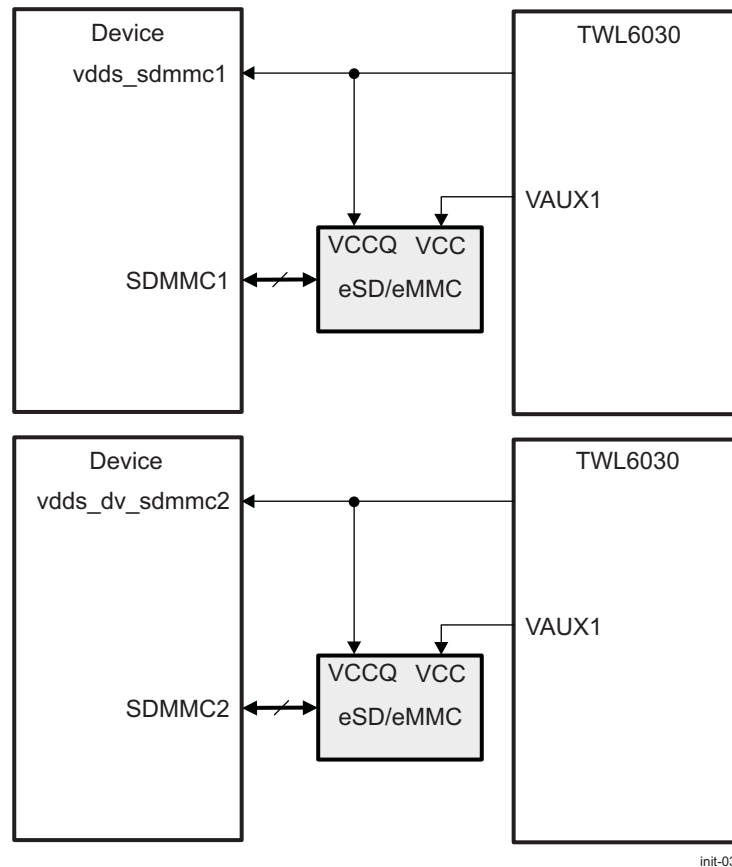 Device
TWL6030
vdds_sdmmc1
VAUX1
VCCQ VCC
SDMMC1
eSD/eMMC
Device
TWL6030
vdds_dv_sdmmc2
VAUX1
VCCQ VCC
SDMMC2
eSD/eMMC